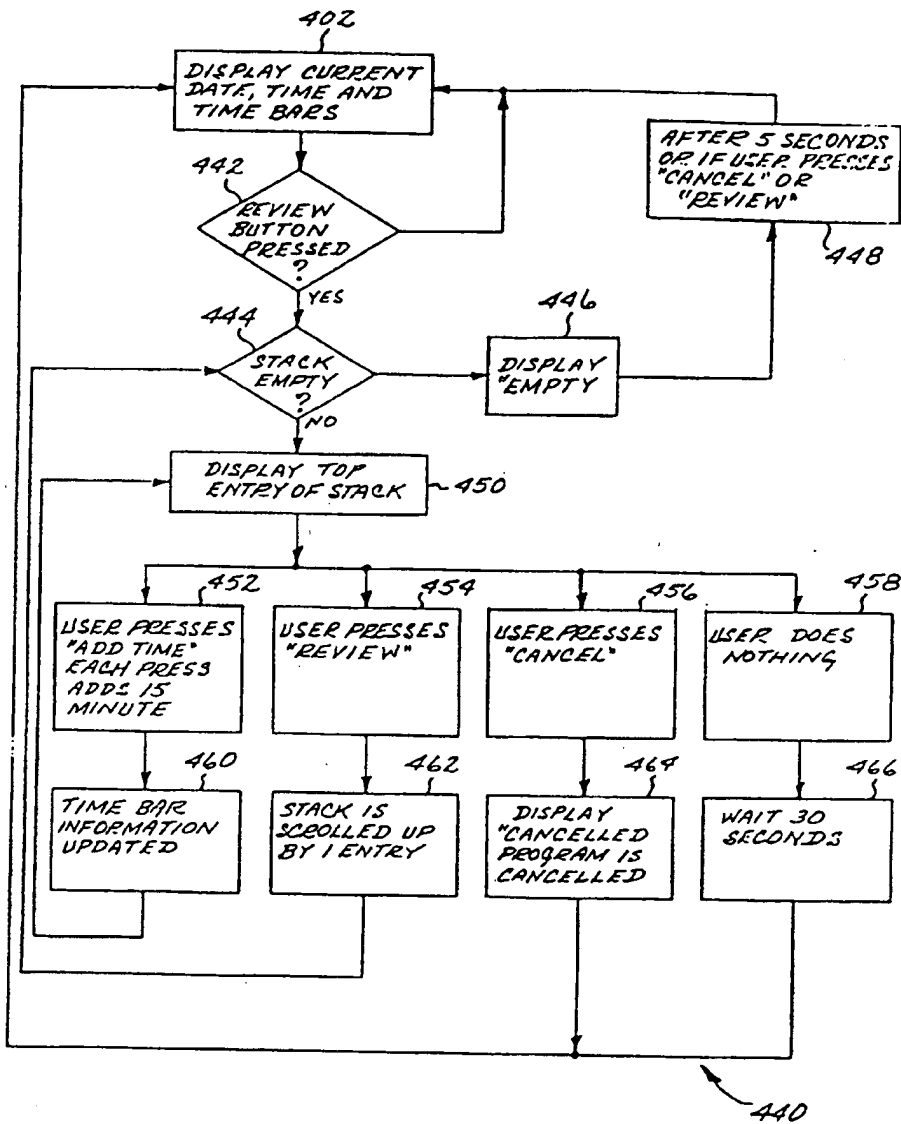 402
DISPLAY CURRENT
DATE, TIME AND
TIME BARS
442
REVIEW
BUTTON
PRESSED
?
YES
AFTER 5 SECONDS
OR IF USER PRESSES
"CANCEL" OR
"REVIEW"
448
444
STACK
EMPTY
?
NO
446
DISPLAY
"EMPTY
DISPLAY TOP
ENTRY OF STACK
450
452
USER PRESSES
"ADD TIME"
EACH PRESS
ADDS 15
MINUTE
454
USER PRESSES
"REVIEW"
456
USER PRESSES
"CANCEL"
458
USER DOES
NOTHING
460
TIME BAR
INFORMATION
UPDATED
462
STACK IS
SCROLLED UP
BY 1 ENTRY
464
DISPLAY
"CANCELLED
PROGRAM IS
CANCELLED
466
WAIT 30
SECONDS
440